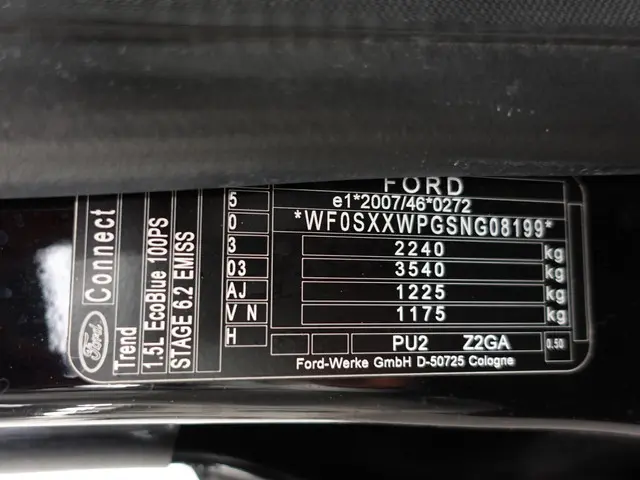 FORD
e1*2007/46*0272
*WF0SXXWPGSNG08199*
2240 kg
3540 kg
1225 kg
1175 kg
PU2 Z2GA 0.50
Ford-Werke GmbH D-50725 Cologne
5
0
3
03
AJ
V N
H
Ford Connect
Trend
1.5L EcoBlue 100PS
STAGE 6.2 EMISS